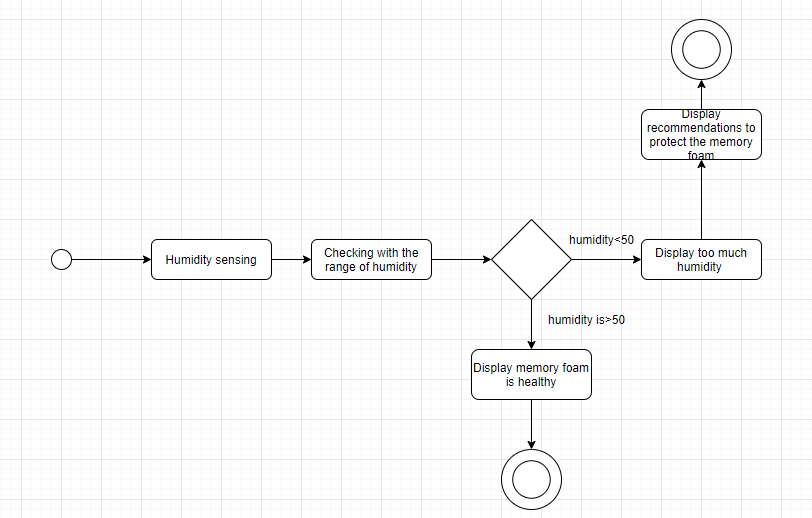 Display
recommendations to
protect the memory
foam
humidity<50
Humidity sensing
Checking with the
range of humidity
Display too much
humidity
humidity is>50
Display memory foam
is healthy